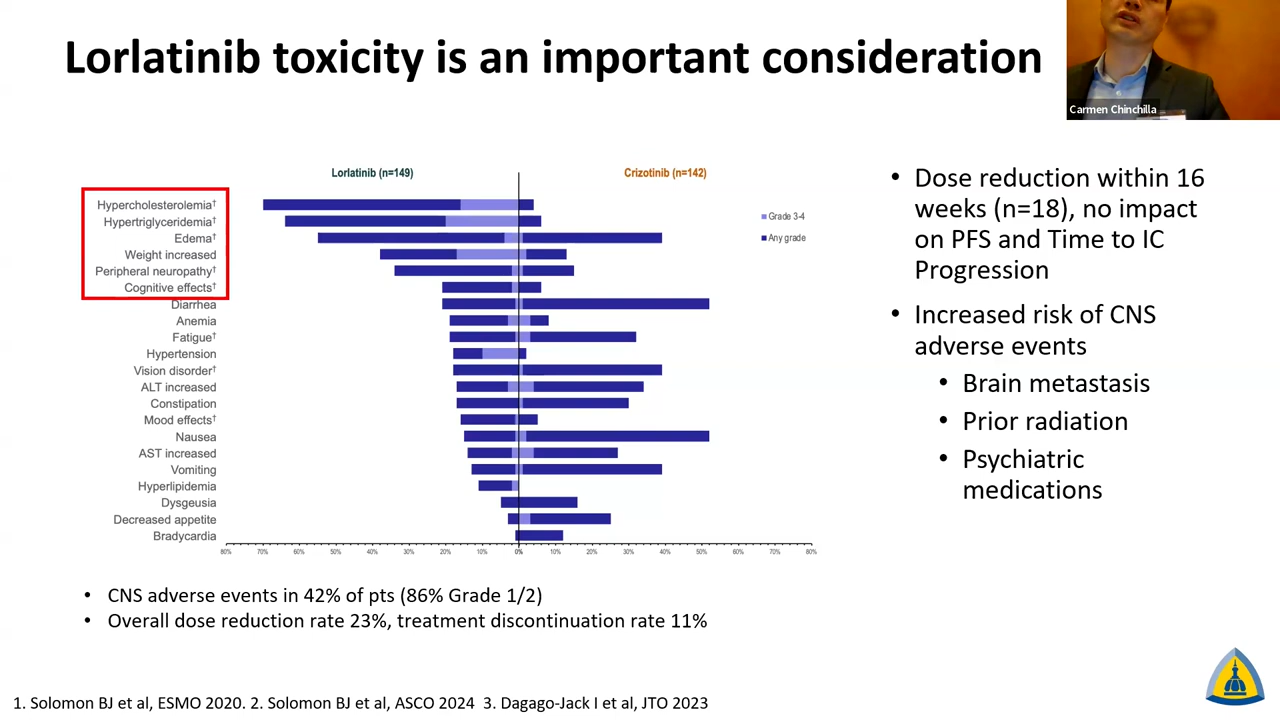 Lorlatinib toxicity is an important consideration
Carmen Chinchilla
Lorlatinib (n=149)
Crizotinib (n=142)
Hypercholesterolemia†
Hypertriglyceridemia†
Edema†
Weight increased
Peripheral neuropathy†
Cognitive effects†
Diarrhea
Anemia
Fatigue†
Hypertension
Vision disorder†
ALT increased
Constipation
Mood effects†
Nausea
AST increased
Vomiting
Hyperlipidemia
Dysgeusia
Decreased appetite
Bradycardia
Grade 3-4
Any grade
80% 70% 60% 50% 40% 30% 20% 10% 0% 10% 20% 30% 40% 50% 60% 70% 80%
• Dose reduction within 16
weeks (n=18), no impact
on PFS and Time to IC
Progression
• Increased risk of CNS
adverse events
• Brain metastasis
• Prior radiation
• Psychiatric
medications
• CNS adverse events in 42% of pts (86% Grade 1/2)
• Overall dose reduction rate 23%, treatment discontinuation rate 11%
1. Solomon BJ et al, ESMO 2020. 2. Solomon BJ et al, ASCO 2024 3. Dagago-Jack I et al, JTO 2023